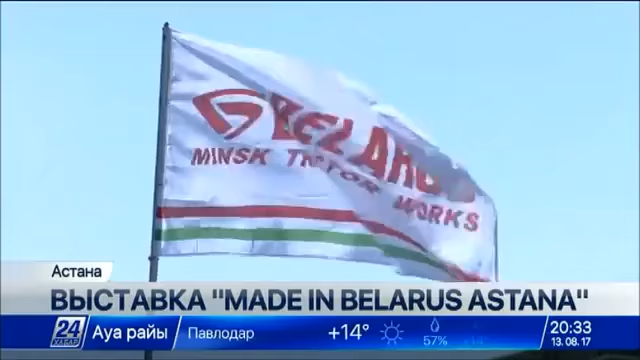 BELARUS
MINSK TRACTOR WORKS
Астана
ВЫСТАВКА "MADE IN BELARUS ASTANA"
24 ХАБАР Ауа райы Павлодар +14° 57% 20:33
13.08.17